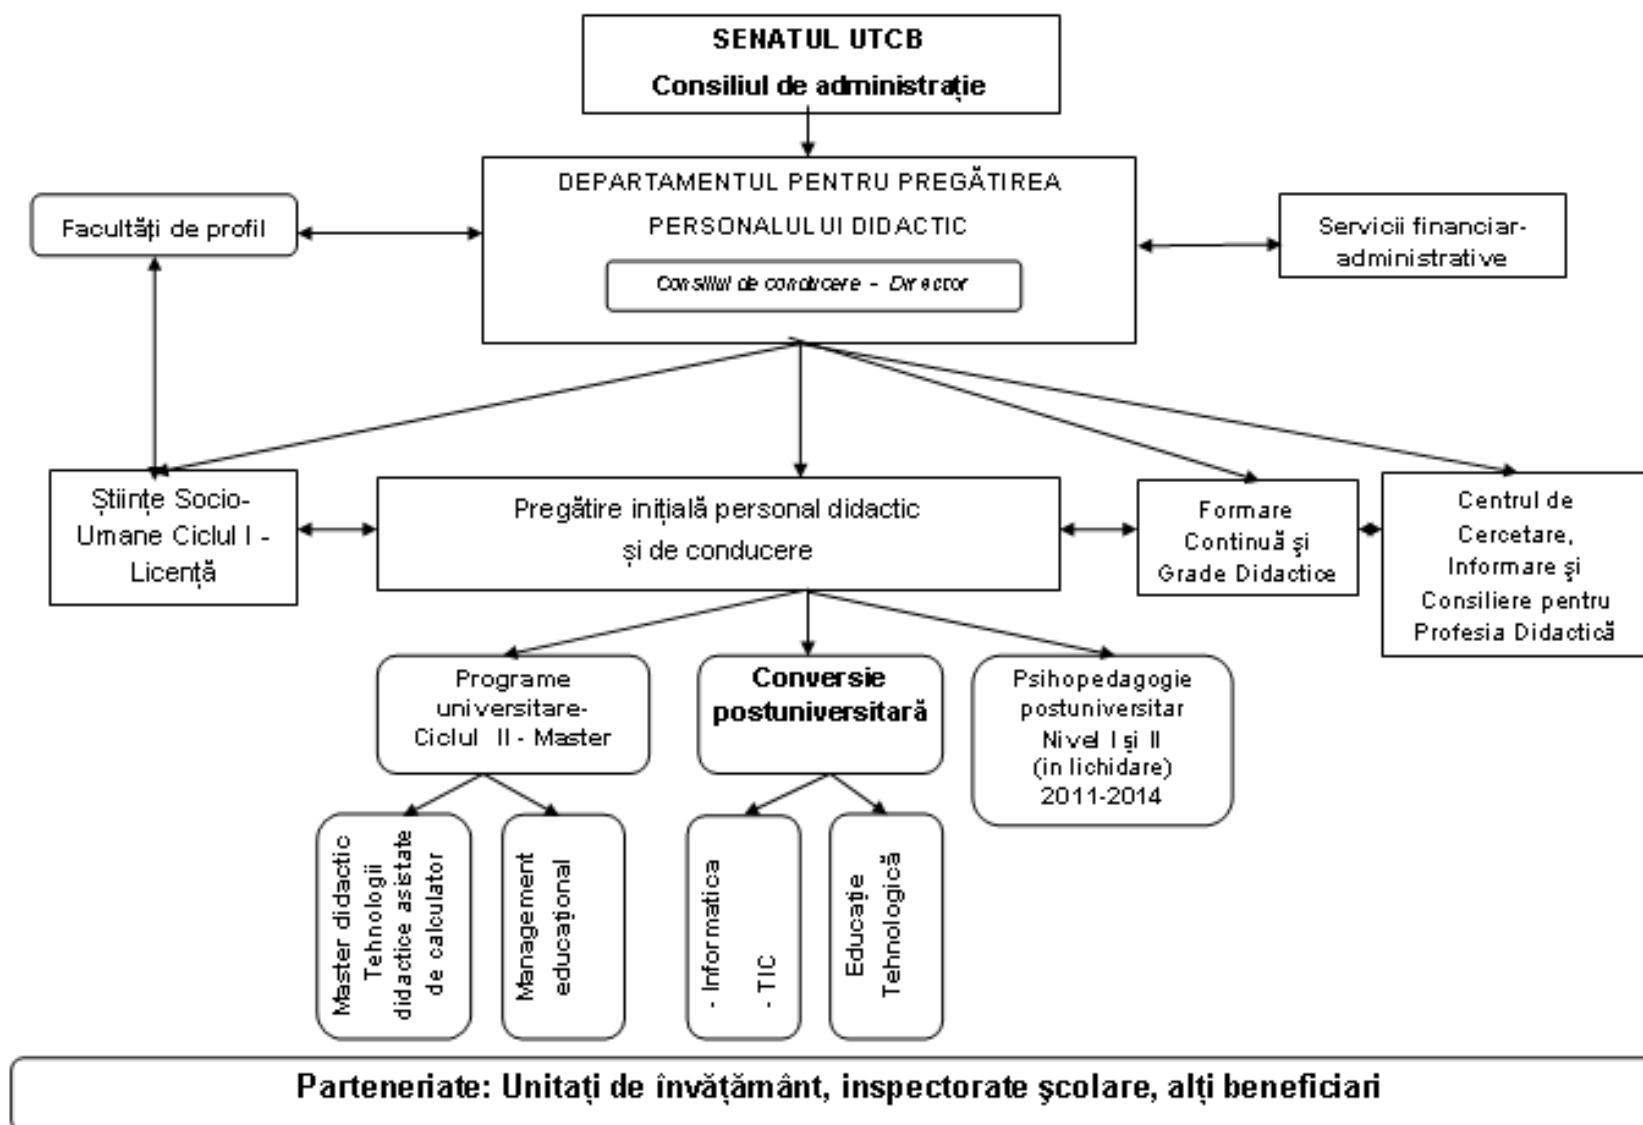 SENATUL UTCB
Consiliul de administrație
DEPARTAMENTUL PENTRU PREGĂTIREA
PERSONALULUI DIDACTIC
Consiliul de conducere – Director
Facultăți de profil
Servicii financiar-
administrative
Științe Socio-
Umane Ciclul I -
Licență
Pregătire inițială personal didactic
și de conducere
Formare
Continuă şi
Grade Didactice
Centrul de
Cercetare,
Informare şi
Consiliere pentru
Profesia Didactică
Programe
universitare-
Ciclul II - Master
Conversie
postuniversitară
Psihopedagogie
postuniversitar
Nivel I și II
(in lichidare)
2011-2014
Master didactic
Tehnologii
didactice asistate
de calculator
Management
educațional
- Informatica
- TIC
Educație
Tehnologică
Parteneriate: Unitați de învățământ, inspectorate şcolare, alți beneficiari